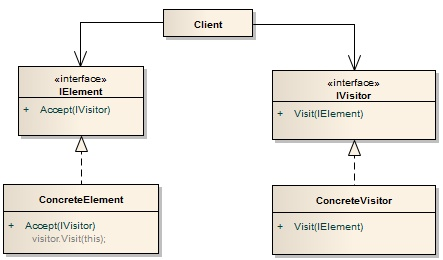 Client
«interface»
IElement
+ Accept(IVisitor)
«interface»
IVisitor
+ Visit(IElement)
ConcreteElement
+ Accept(IVisitor)
visitor.Visit(this);
ConcreteVisitor
+ Visit(IElement)